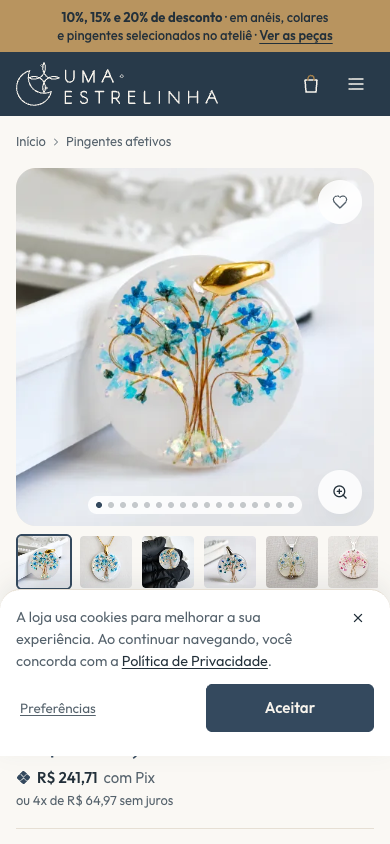 10%, 15% e 20% de desconto · em anéis, colares
e pingentes selecionados no ateliê · Ver as peças
UMA
ESTRELINHA
Início > Pingentes afetivos
A loja usa cookies para melhorar a sua
experiência. Ao continuar navegando, você
concorda com a Política de Privacidade.
Preferências
Aceitar
R$ 241,71 com Pix
ou 4x de R$ 64,97 sem juros